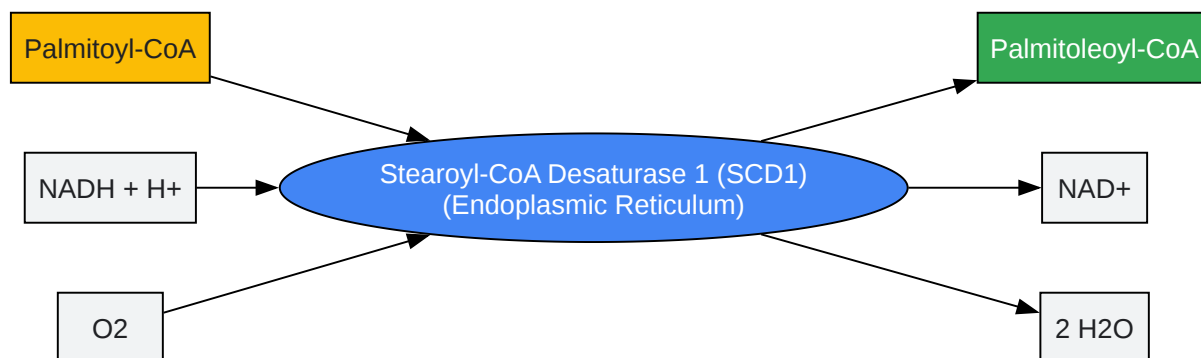 Palmitoyl-CoA
Palmitoleoyl-CoA
Stearoyl-CoA Desaturase 1 (SCD1)
(Endoplasmic Reticulum)
NADH + H+
NAD+
O2
2 H2O